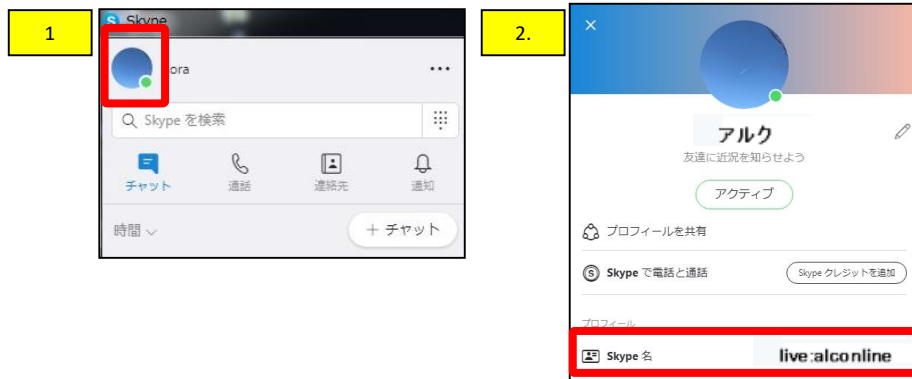 1
Skype
ora
Skype を検索
チャット
通話
連絡先
通知
時間
+ チャット
2.
アルク
友達に近況を知らせよう
アクティブ
プロフィールを共有
Skype で電話と通話
Skype クレジットを追加
プロフィール
Skype 名
live:alconline